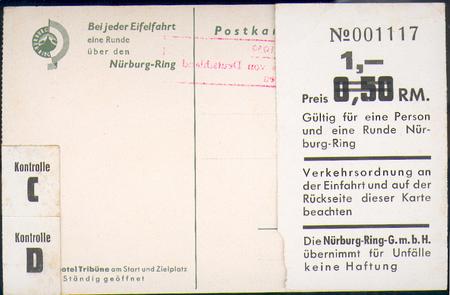 Bei jeder Eifelfahrt
eine Runde
über den
Nürburg-Ring
Postka
Kontrolle
C
Kontrolle
D
otel Tribüne am Start und Zielplatz
Ständig geöffnet
№001117
1,—
Preis 0,50 RM.
Gültig für eine Person
und eine Runde Nür-
burg-Ring
Verkehrsordnung an
der Einfahrt und auf der
Rückseite dieser Karte
beachten
Die Nürburg-Ring-G.m.b.H.
übernimmt für Unfälle
keine Haftung